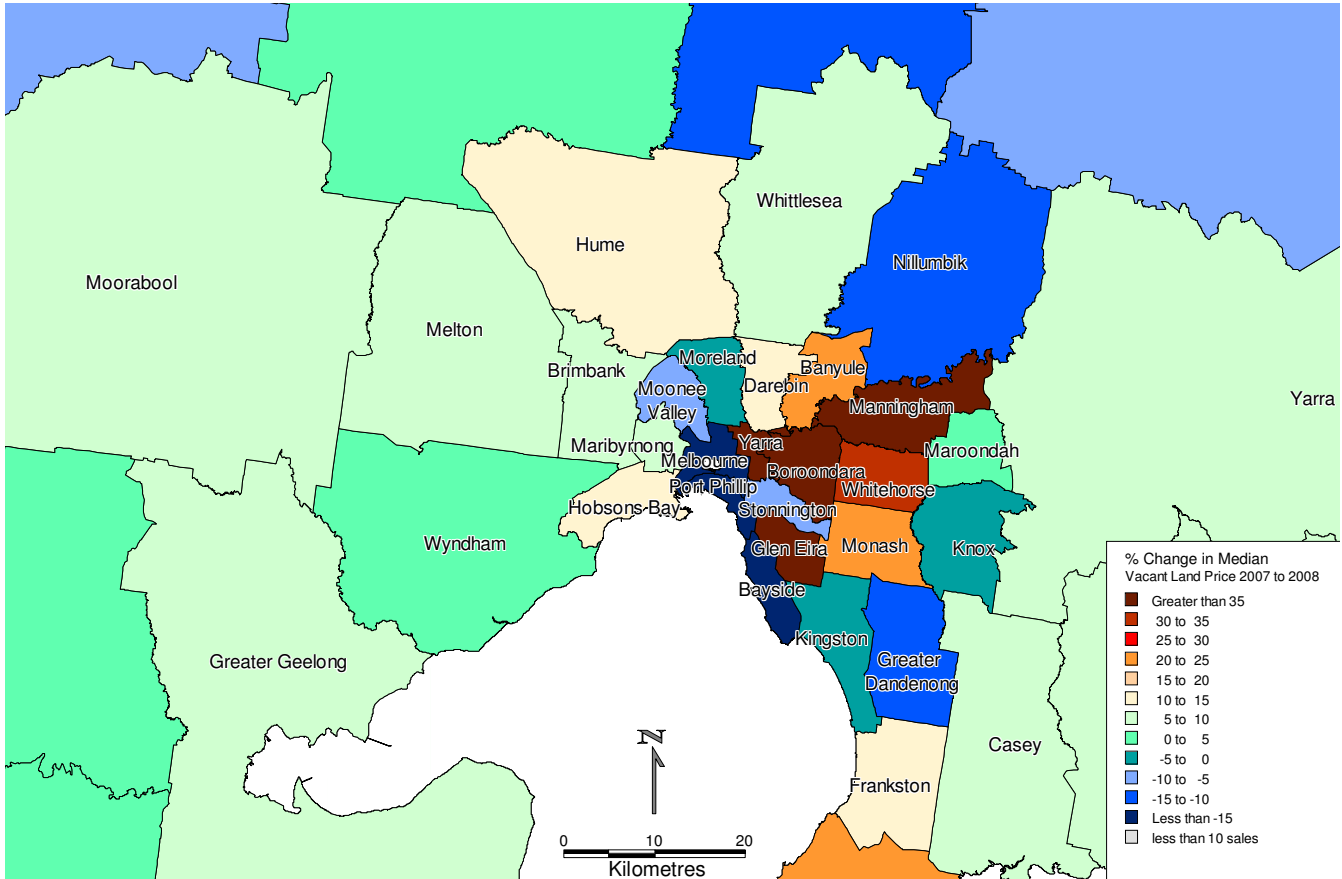 Whittlesea
Hume
Nillumbik
Moorabool
Melton
Moreland
Brimbank
Banyule
Darebin
Moonee
Valley
Yarra
Manningham
Maribyrnong
Yarra
Maroondah
Melbourne
Boroondara
Port Phillip
Whitehorse
Hobsons Bay
Stonnington
Wyndham
Glen Eira
Monash
Knox
Bayside
Kingston
Greater
Dandenong
Greater Geelong
Casey
Frankston
N
0 10 20
Kilometres
% Change in Median
Vacant Land Price 2007 to 2008
Greater than 35
30 to 35
25 to 30
20 to 25
15 to 20
10 to 15
5 to 10
0 to 5
-5 to 0
-10 to -5
-15 to -10
Less than -15
less than 10 sales